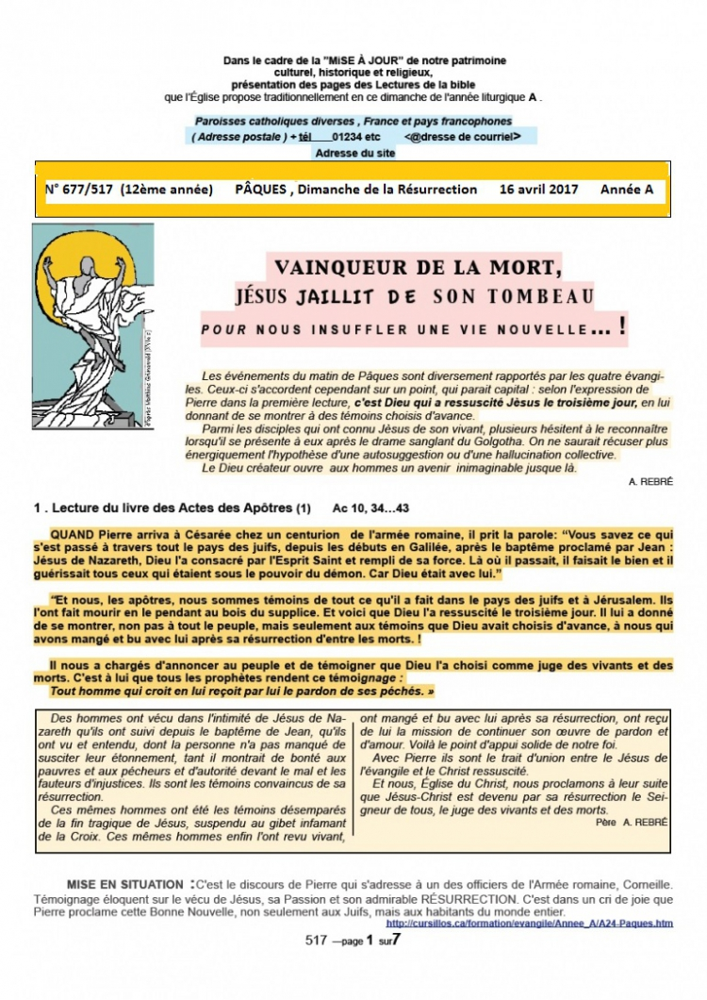 Dans le cadre de la "MiSE À JOUR" de notre patrimoine
culturel, historique et religieux,
présentation des pages des Lectures de la bible
que l'Église propose traditionnellement en ce dimanche de l'année liturgique A .
Paroisses catholiques diverses , France et pays francophones
( Adresse postale ) + tél___01234 etc <@dresse de courriel>
Adresse du site
N° 677/517 (12ème année) PÂQUES , Dimanche de la Résurrection 16 avril 2017 Année A
VAINQUEUR DE LA MORT,
JÉSUS JAILLIT DE SON TOMBEAU
POUR NOUS INSUFFLER UNE VIE NOUVELLE... !
Les événements du matin de Pâques sont diversement rapportés par les quatre évangi-
les. Ceux-ci s'accordent cependant sur un point, qui parait capital : selon l'expression de
Pierre dans la première lecture, c'est Dieu qui a ressuscité Jèsus le troisième jour, en lui
donnant de se montrer à des témoins choisis d'avance.
Parmi les disciples qui ont connu Jèsus de son vivant, plusieurs hésitent à le reconnaître
lorsqu'il se présente à eux après le drame sanglant du Golgotha. On ne saurait récuser plus
énergiquement l'hypothèse d'une autosuggestion ou d'une hallucination collective.
Le Dieu créateur ouvre aux hommes un avenir inimaginable jusque là.
A. REBRÉ
1 . Lecture du livre des Actes des Apôtres (1) Ac 10, 34...43
QUAND Pierre arriva à Césarée chez un centurion de l'armée romaine, il prit la parole: "Vous savez ce qui
s'est passé à travers tout le pays des juifs, depuis les débuts en Galilée, après le baptême proclamé par Jean :
Jésus de Nazareth, Dieu l'a consacré par l'Esprit Saint et rempli de sa force. Là où il passait, il faisait le bien et il
guérissait tous ceux qui étaient sous le pouvoir du démon. Car Dieu était avec lui."
"Et nous, les apôtres, nous sommes témoins de tout ce qu'il a fait dans le pays des juifs et à Jérusalem. Ils
l'ont fait mourir en le pendant au bois du supplice. Et voici que Dieu l'a ressuscité le troisième jour. Il lui a donné
de se montrer, non pas à tout le peuple, mais seulement aux témoins que Dieu avait choisis d'avance, à nous qui
avons mangé et bu avec lui après sa résurrection d'entre les morts. !
Il nous a chargés d'annoncer au peuple et de témoigner que Dieu l'a choisi comme juge des vivants et des
morts. C'est à lui que tous les prophètes rendent ce témoignage :
Tout homme qui croit en lui reçoit par lui le pardon de ses péchés. »
Des hommes ont vécu dans l'intimité de Jésus de Na-
zareth qu'ils ont suivi depuis le baptême de Jean, qu'ils
ont vu et entendu, dont la personne n'a pas manqué de
susciter leur étonnement, tant il montrait de bonté aux
pauvres et aux pécheurs et d'autorité devant le mal et les
fauteurs d'injustices. Ils sont les témoins convaincus de sa
résurrection.
Ces mêmes hommes ont été les témoins désemparés
de la fin tragique de Jésus, suspendu au gibet infamant
de la Croix. Ces mêmes hommes enfin l'ont revu vivant,
ont mangé et bu avec lui après sa résurrection, ont reçu
de lui la mission de continuer son œuvre de pardon et
d'amour. Voilà le point d'appui solide de notre foi.
Avec Pierre ils sont le trait d'union entre le Jésus de
l'évangile et le Christ ressuscité.
Et nous, Église du Christ, nous proclamons à leur suite
que Jésus-Christ est devenu par sa résurrection le Sei-
gneur de tous, le juge des vivants et des morts.
Père A. REBRÉ
MISE EN SITUATION :C'est le discours de Pierre qui s'adresse à un des officiers de l'Armée romaine, Corneille.
Témoignage éloquent sur le vécu de Jésus, sa Passion et son admirable RÉSURRECTION. C'est dans un cri de joie que
Pierre proclame cette Bonne Nouvelle, non seulement aux Juifs, mais aux habitants du monde entier.
http://cursillos.ca/formation/evangile/Annee_A/A24-Paques.htm
517 —page 1 sur7